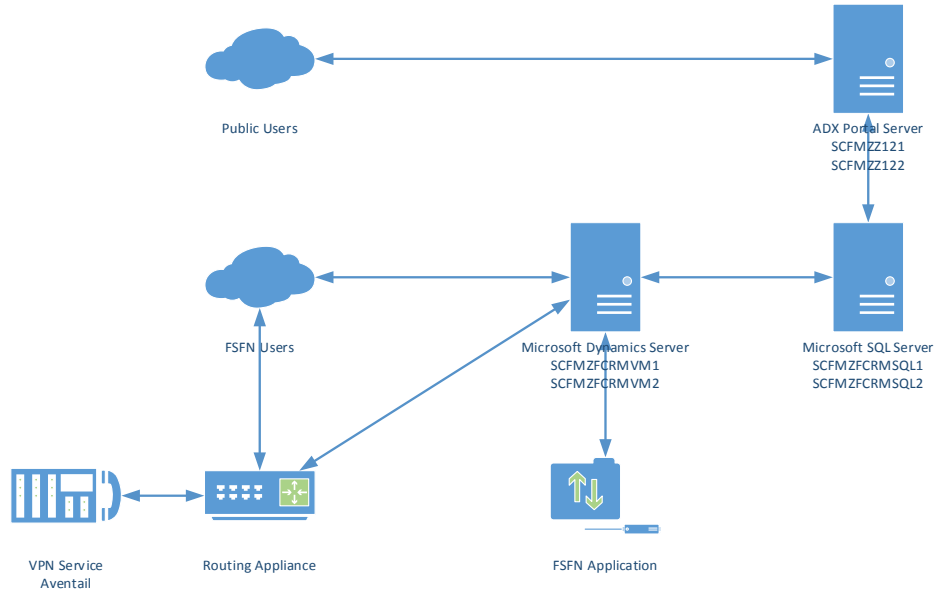 Public Users
ADX Portal Server
SCFMZZ121
SCFMZZ122
FSFN Users
Microsoft Dynamics Server
SCFMZFCRMVM1
SCFMZFCRMVM2
Microsoft SQL Server
SCFMZFCRMSQL1
SCFMZFCRMSQL2
VPN Service
Aventail
Routing Appliance
FSFN Application